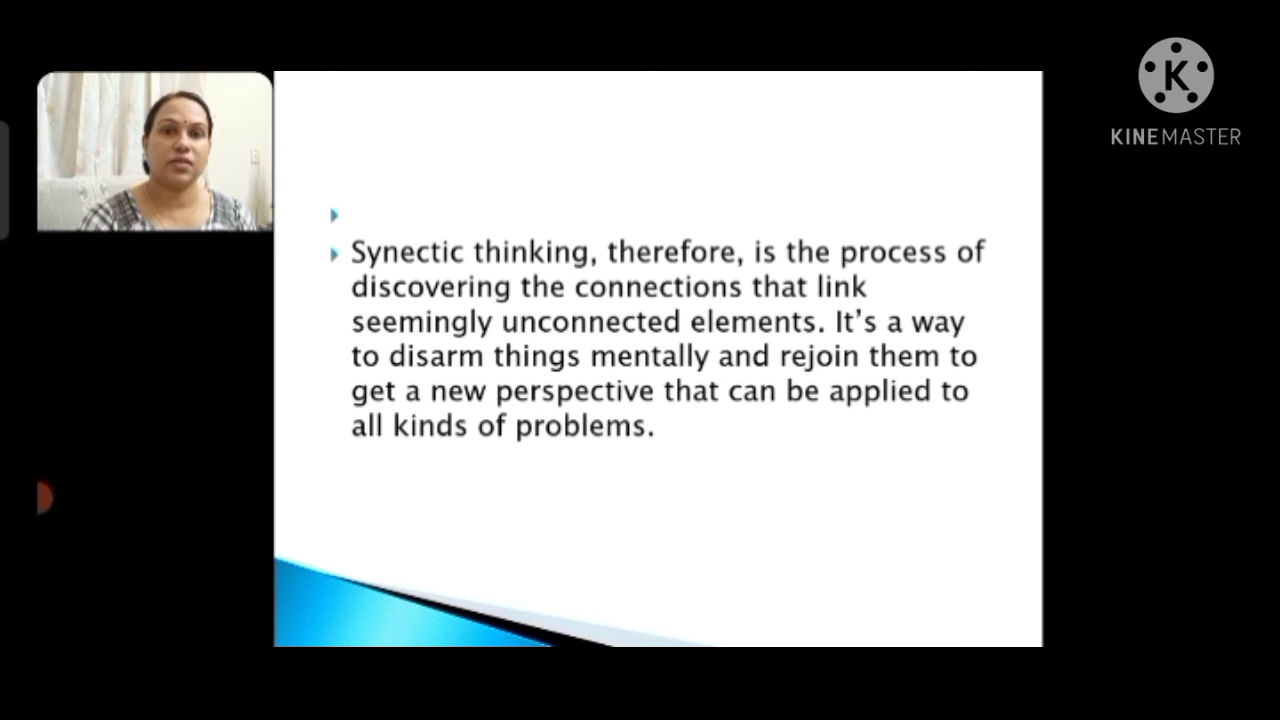 K
KINEMASTER
Synectic thinking, therefore, is the process of
discovering the connections that link
seemingly unconnected elements. It’s a way
to disarm things mentally and rejoin them to
get a new perspective that can be applied to
all kinds of problems.